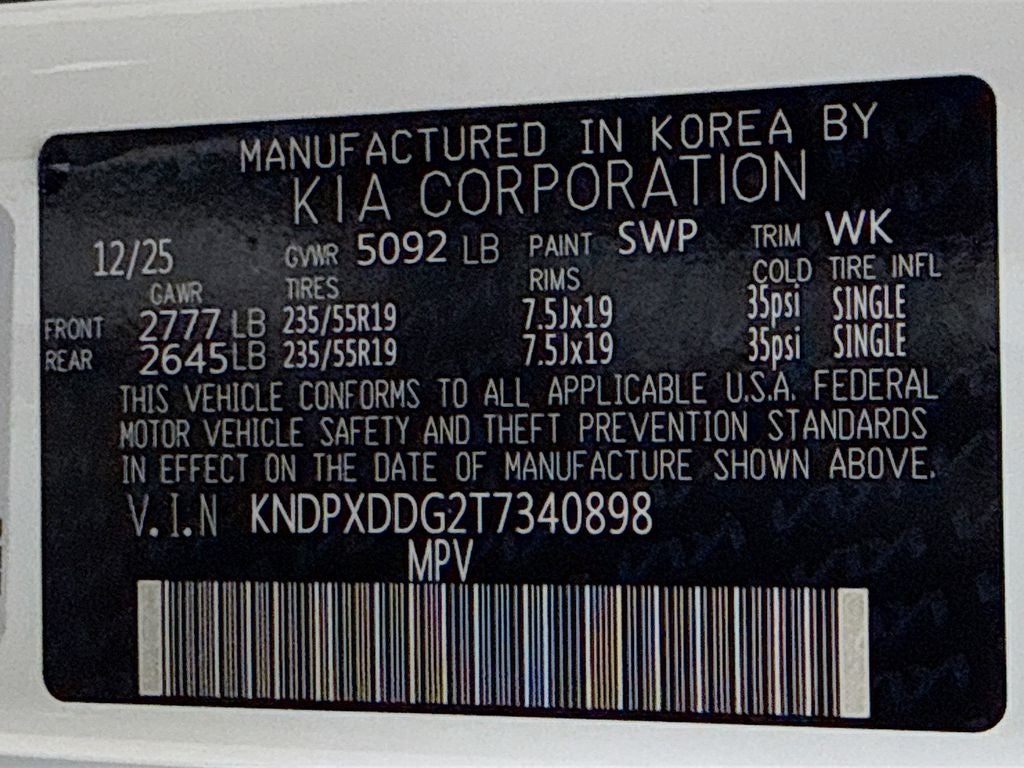 MANUFACTURED IN KOREA BY
KIA CORPORATION
12/25 GVWR 5092 LB PAINT SWP TRIM WK
GAWR TIRES RIMS COLD TIRE INFL
FRONT 2777 LB 235/55R19 7.5Jx19 35psi SINGLE
REAR 2645 LB 235/55R19 7.5Jx19 35psi SINGLE
THIS VEHICLE CONFORMS TO ALL APPLICABLE U.S.A. FEDERAL
MOTOR VEHICLE SAFETY AND THEFT PREVENTION STANDARDS
IN EFFECT ON THE DATE OF MANUFACTURE SHOWN ABOVE.
V.I.N KNDPXDDG2T7340898
MPV